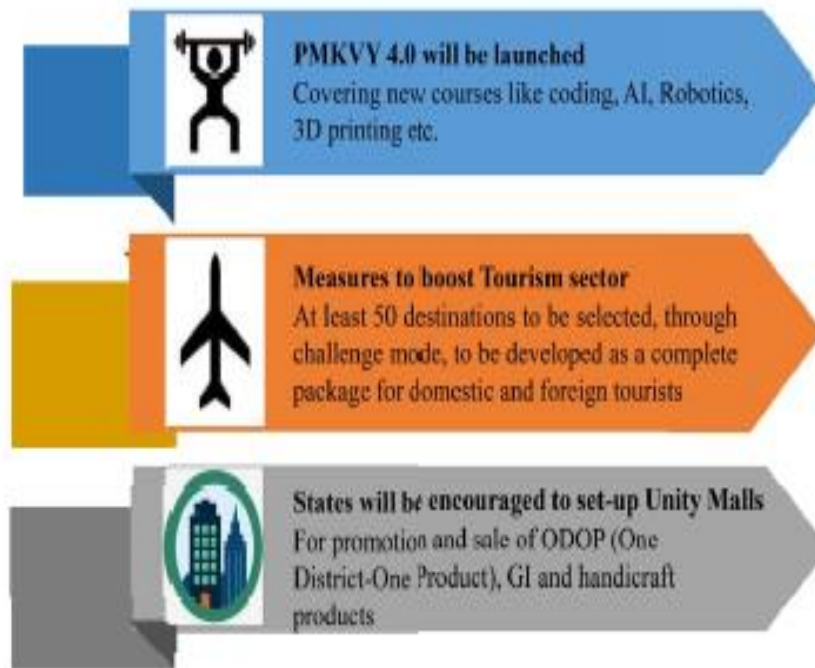 PMKVY 4.0 will be launched
Covering new courses like coding, AI, Robotics,
3D printing etc.
Measures to boost Tourism sector
At least 50 destinations to be selected, through
challenge mode, to be developed as a complete
package for domestic and foreign tourists
States will be encouraged to set-up Unity Malls
For promotion and sale of ODOP (One
District-One Product), GI and handicraft
products